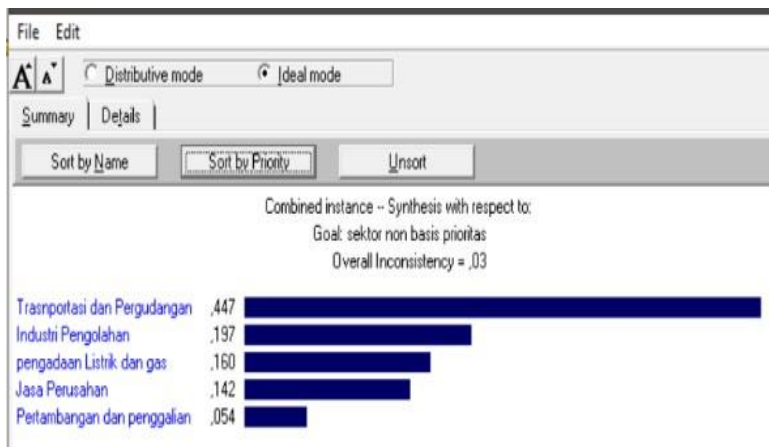 File Edit
A A Distributive mode Ideal mode
Summary Details
Sort by Name Sort by Priority Unsort
Combined instance -- Synthesis with respect to:
Goal: sektor non basis prioritas
Overall Inconsistency = ,03
Trasnportasi dan Pergudangan ,447
Industri Pengolahan ,197
pengadaan Listrik dan gas ,160
Jasa Perusahan ,142
Pertambangan dan penggalian ,054